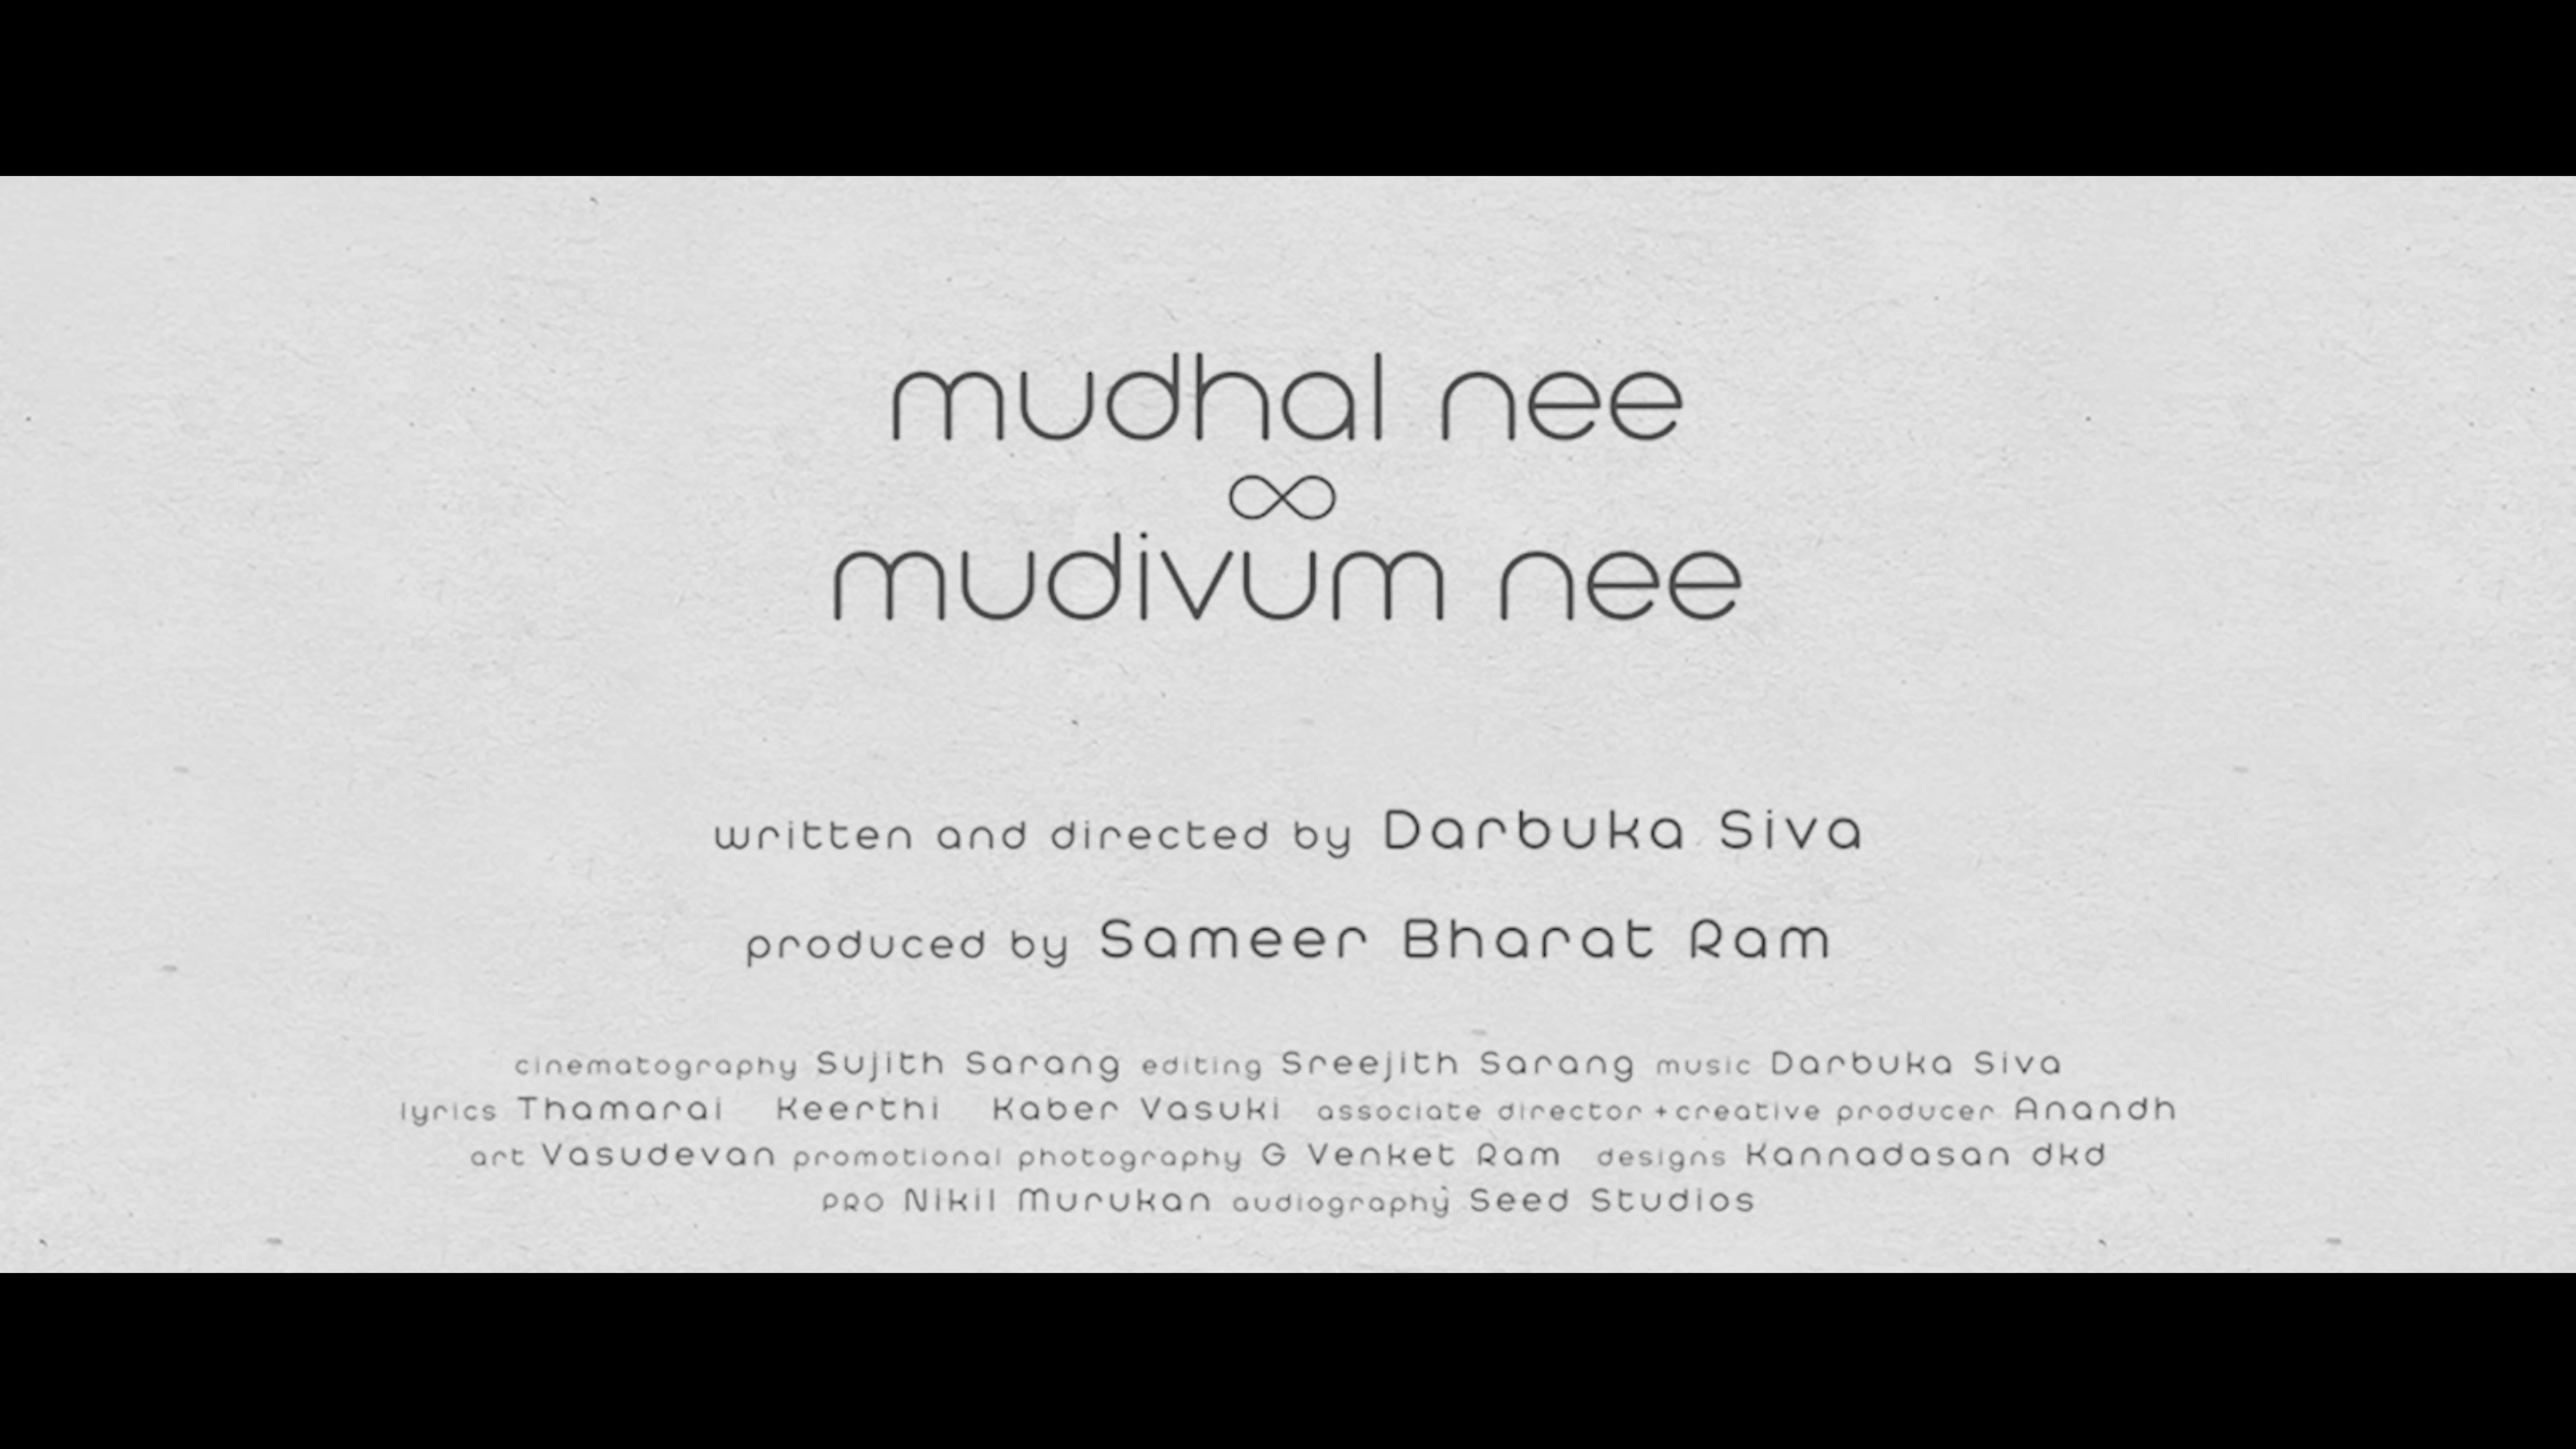 mudhal nee
∞
mudivum nee
written and directed by Darbuka Siva
produced by Sameer Bharat Ram
cinematography Sujith Sarang editing Sreejith Sarang music Darbuka Siva
lyrics Thamarai Keerthi Kaber Vasuki associate director +creative producer Anandh
art Vasudevan promotional photography G Venket Ram designs Kannadasan dkd
PRO Nikil Murukan audiography Seed Studios